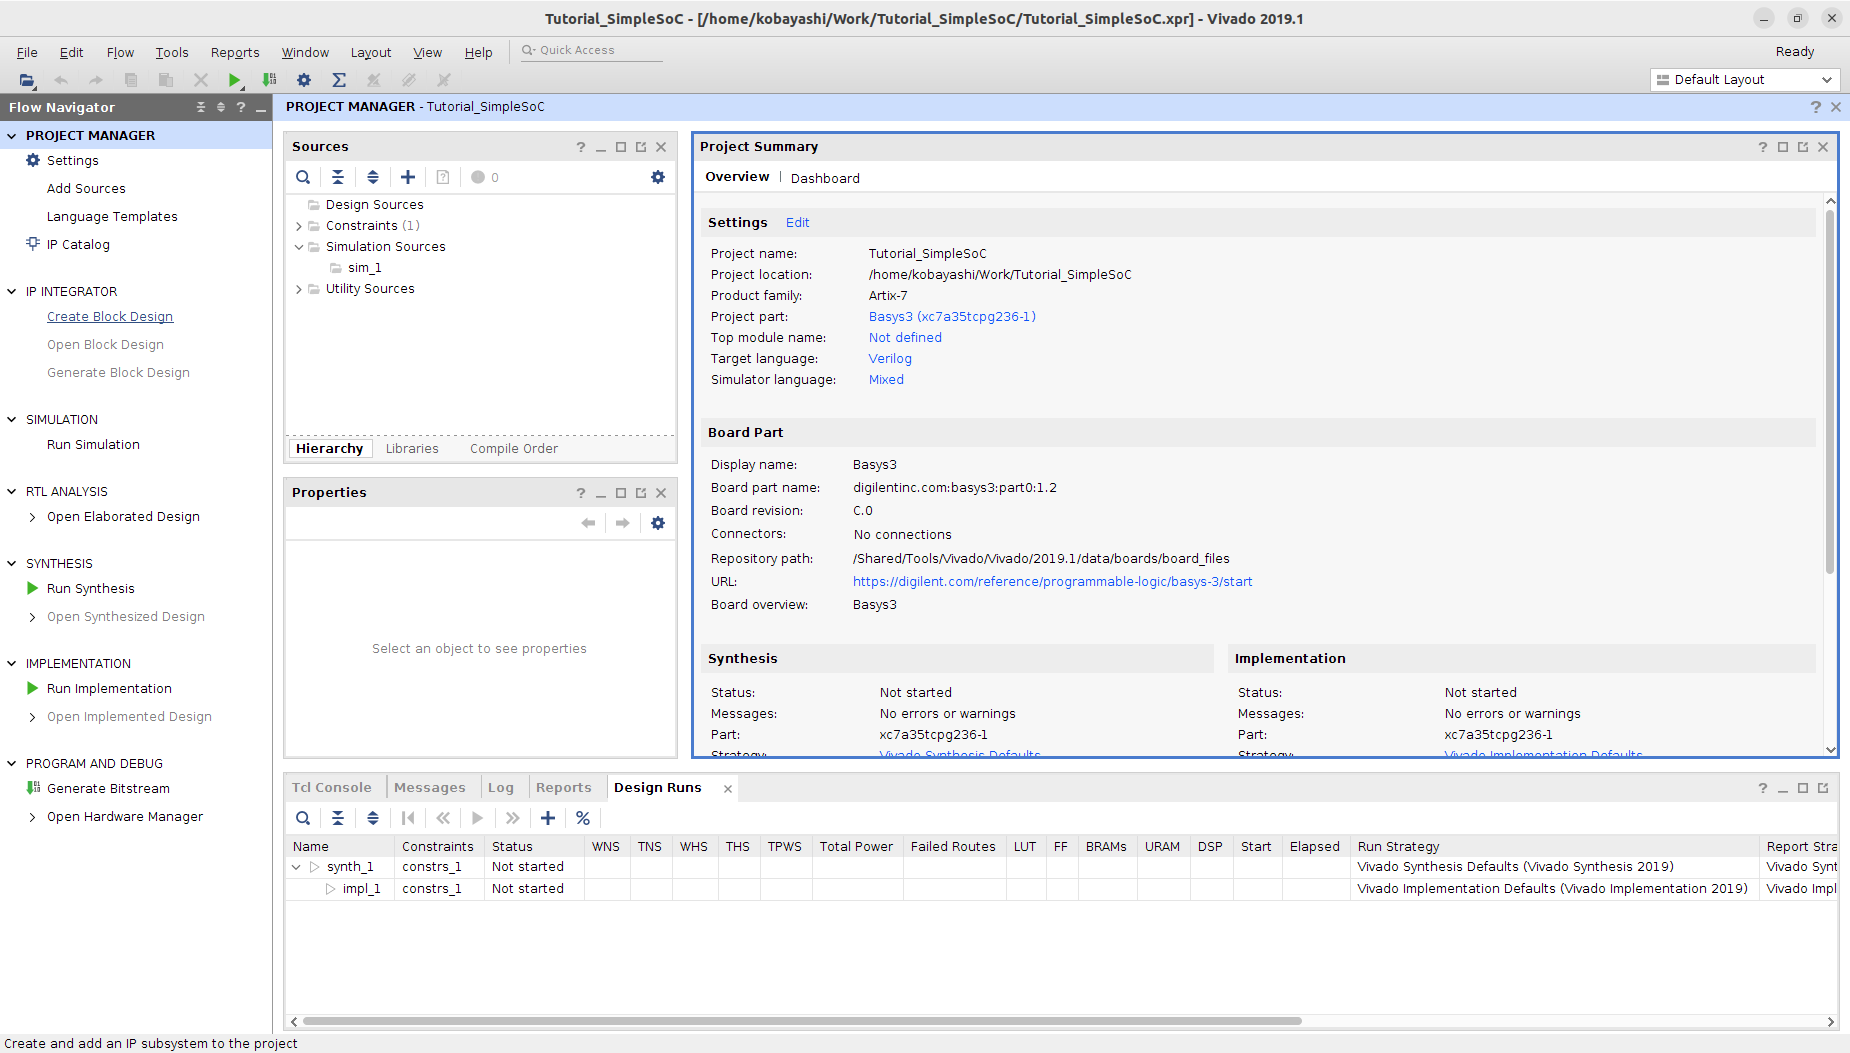 Tutorial_SimpleSoC - [/home/kobayashi/Work/Tutorial_SimpleSoC/Tutorial_SimpleSoC.xpr] - Vivado 2019.1
File Edit Flow Tools Reports Window Layout View Help Quick Access
Ready
Default Layout
Flow Navigator
PROJECT MANAGER
Settings
Add Sources
Language Templates
IP Catalog
IP INTEGRATOR
Create Block Design
Open Block Design
Generate Block Design
SIMULATION
Run Simulation
RTL ANALYSIS
Open Elaborated Design
SYNTHESIS
Run Synthesis
Open Synthesized Design
IMPLEMENTATION
Run Implementation
Open Implemented Design
PROGRAM AND DEBUG
Generate Bitstream
Open Hardware Manager
PROJECT MANAGER - Tutorial_SimpleSoC
Sources
0
Design Sources
Constraints (1)
Simulation Sources
sim_1
Utility Sources
Hierarchy Libraries Compile Order
Properties
Select an object to see properties
Project Summary
Overview | Dashboard
Settings Edit
Project name: Tutorial_SimpleSoC
Project location: /home/kobayashi/Work/Tutorial_SimpleSoC
Product family: Artix-7
Project part: Basys3 (xc7a35tcpg236-1)
Top module name: Not defined
Target language: Verilog
Simulator language: Mixed
Board Part
Display name: Basys3
Board part name: digilentinc.com:basys3:part0:1.2
Board revision: C.0
Connectors: No connections
Repository path: /Shared/Tools/Vivado/Vivado/2019.1/data/boards/board_files
URL: https://digilent.com/reference/programmable-logic/basys-3/start
Board overview: Basys3
Synthesis
Status: Not started
Messages: No errors or warnings
Part: xc7a35tcpg236-1
Strategy: Vivado Synthesis Defaults
Implementation
Status: Not started
Messages: No errors or warnings
Part: xc7a35tcpg236-1
Strategy: Vivado Implementation Defaults
Tcl Console Messages Log Reports Design Runs
Name Constraints Status WNS TNS WHS THS TPWS Total Power Failed Routes LUT FF BRAMs URAM DSP Start Elapsed Run Strategy Report Stra
synth_1 constrs_1 Not started Vivado Synthesis Defaults (Vivado Synthesis 2019) Vivado Synt
impl_1 constrs_1 Not started Vivado Implementation Defaults (Vivado Implementation 2019) Vivado Impl
Create and add an IP subsystem to the project